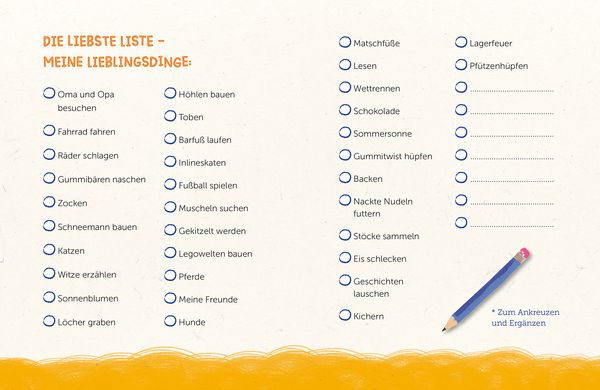 DIE LIEBSTE LISTE –
MEINE LIEBLINGSDINGE:
Oma und Opa
besuchen
Fahrrad fahren
Räder schlagen
Gummibären naschen
Zocken
Schneemann bauen
Katzen
Witze erzählen
Sonnenblumen
Löcher graben
Höhlen bauen
Toben
Barfuß laufen
Inlineskaten
Fußball spielen
Muscheln suchen
Gekitzelt werden
Legowelten bauen
Pferde
Meine Freunde
Hunde
Matschfüße
Lesen
Wettrennen
Schokolade
Sommersonne
Gummitwist hüpfen
Backen
Nackte Nudeln
futtern
Stöcke sammeln
Eis schlecken
Geschichten
lauschen
Kichern
Lagerfeuer
Pfützenhüpfen
* Zum Ankreuzen
und Ergänzen